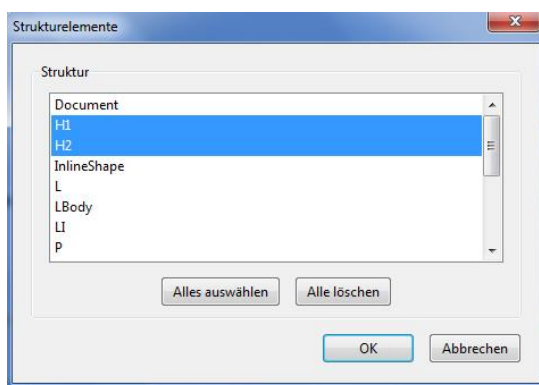 Strukturelemente
Struktur
Document
H1
H2
InlineShape
L
LBody
LI
P
Alles auswählen Alle löschen
OK Abbrechen